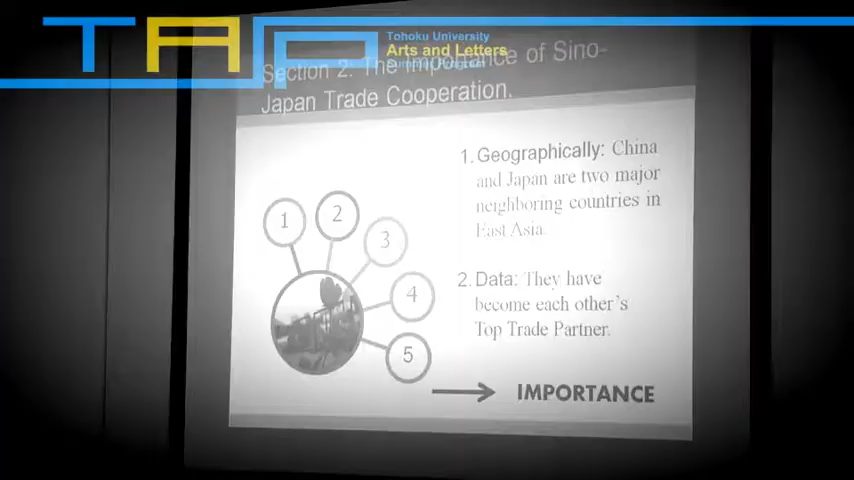 TAP
Tohoku University
Arts and Letters
Summer Program
Section 2. The Importance of Sino-
Japan Trade Cooperation.
1. Geographically: China
and Japan are two major
neighboring countries in
East Asia.
2. Data: They have
become each other's
Top Trade Partner.
1
2
3
4
5
IMPORTANCE